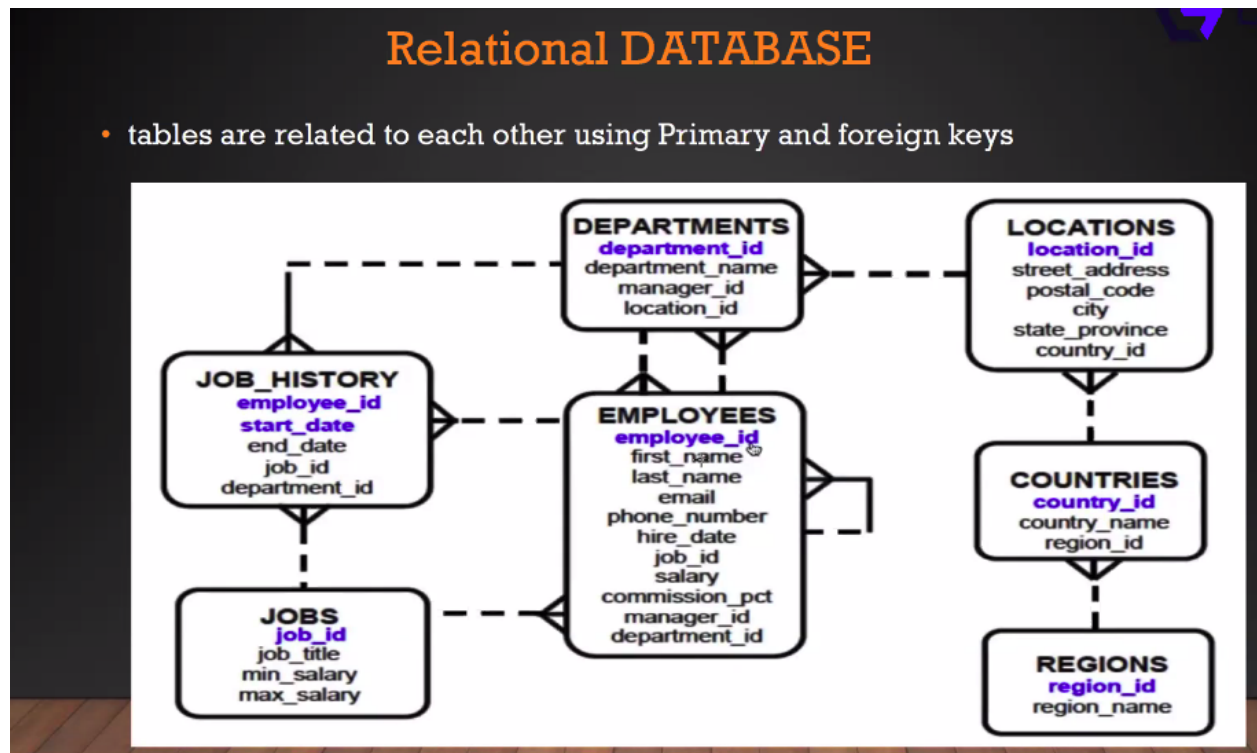 Relational DATABASE
• tables are related to each other using Primary and foreign keys
DEPARTMENTS
department_id
department_name
manager_id
location_id
LOCATIONS
location_id
street_address
postal_code
city
state_province
country_id
JOB_HISTORY
employee_id
start_date
end_date
job_id
department_id
EMPLOYEES
employee_id
first_name
last_name
email
phone_number
hire_date
job_id
salary
commission_pct
manager_id
department_id
COUNTRIES
country_id
country_name
region_id
JOBS
job_id
job_title
min_salary
max_salary
REGIONS
region_id
region_name